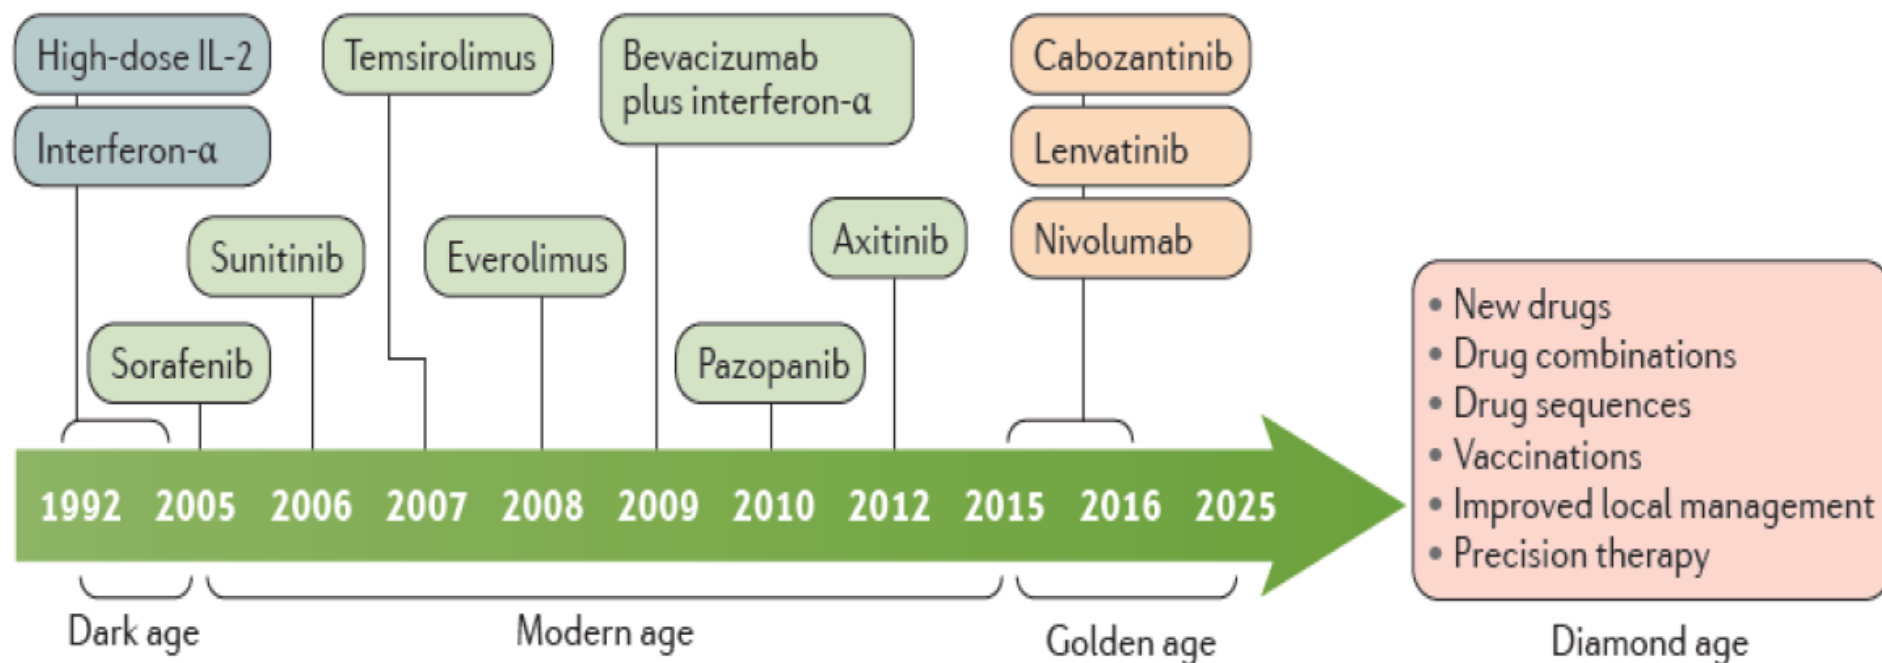 High-dose IL-2
Interferon-α
Temsirolimus
Bevacizumab
plus interferon-α
Cabozantinib
Lenvatinib
Nivolumab
Sunitinib
Everolimus
Axitinib
Sorafenib
Pazopanib
1992 2005 2006 2007 2008 2009 2010 2012 2015 2016 2025
Dark age
Modern age
Golden age
• New drugs
• Drug combinations
• Drug sequences
• Vaccinations
• Improved local management
• Precision therapy
Diamond age